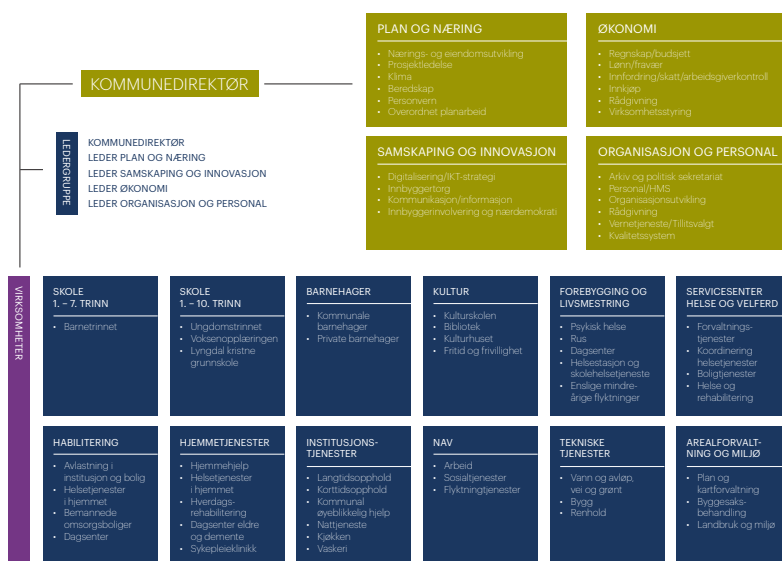 KOMMUNEDIREKTØR
PLAN OG NÆRING
• Nærings- og eiendomsutvikling
• Prosjektledelse
• Klima
• Beredskap
• Personvern
• Overordnet planarbeid
ØKONOMI
• Regnskap/budsjett
• Lønn/fravær
• Innfordring/skatt/arbeidsgiverkontroll
• Innkjøp
• Rådgivning
• Virksomhetsstyring
LEDERGRUPPE
KOMMUNEDIREKTØR
LEDER PLAN OG NÆRING
LEDER SAMSKAPING OG INNOVASJON
LEDER ØKONOMI
LEDER ORGANISASJON OG PERSONAL
SAMSKAPING OG INNOVASJON
• Digitalisering/IKT-strategi
• Innbyggertorg
• Kommunikasjon/informasjon
• Innbyggerinvolvering og nærdemokrati
ORGANISASJON OG PERSONAL
• Arkiv og politisk sekretariat
• Personal/HMS
• Organisasjonsutvikling
• Rådgivning
• Vernetjeneste/Tillitsvalgt
• Kvalitetssystem
VIRKSOMHETER
SKOLE
1. – 7. TRINN
• Barnetrinnet
SKOLE
1. – 10. TRINN
• Ungdomstrinnet
• Voksenopplæringen
• Lyngdal kristne
grunnskole
BARNEHAGER
• Kommunale
barnehager
• Private barnehager
KULTUR
• Kulturskolen
• Bibliotek
• Kulturhuset
• Fritid og frivillighet
FOREBYGGING OG
LIVSMESTRING
• Psykisk helse
• Rus
• Dagsenter
• Helsestasjon og
skolehelsetjeneste
• Enslige mindre-
årige flyktninger
SERVICESENTER
HELSE OG VELFERD
• Forvaltnings-
tjenester
• Koordinering
helsetjenester
• Boligtjenester
• Helse og
rehabilitering
HABILITERING
• Avlastning i
institusjon og bolig
• Helsetjenester
i hjemmet
• Bemannede
omsorgsboliger
• Dagsenter
HJEMMETJENESTER
• Hjemmehjelp
• Helsetjenester
i hjemmet
• Hverdags-
rehabilitering
• Dagsenter eldre
og demente
• Sykepleieklinikk
INSTITUSJONS-
TJENESTER
• Langtidsopphold
• Korttidsopphold
• Kommunal
øyeblikkelig hjelp
• Nattjeneste
• Kjøkken
• Vaskeri
NAV
• Arbeid
• Sosialtjenester
• Flyktningtjenester
TEKNISKE
TJENESTER
• Vann og avløp,
vei og grønt
• Bygg
• Renhold
AREALFORVALT-
NING OG MILJØ
• Plan og
kartforvaltning
• Byggesaks-
behandling
• Landbruk og miljø